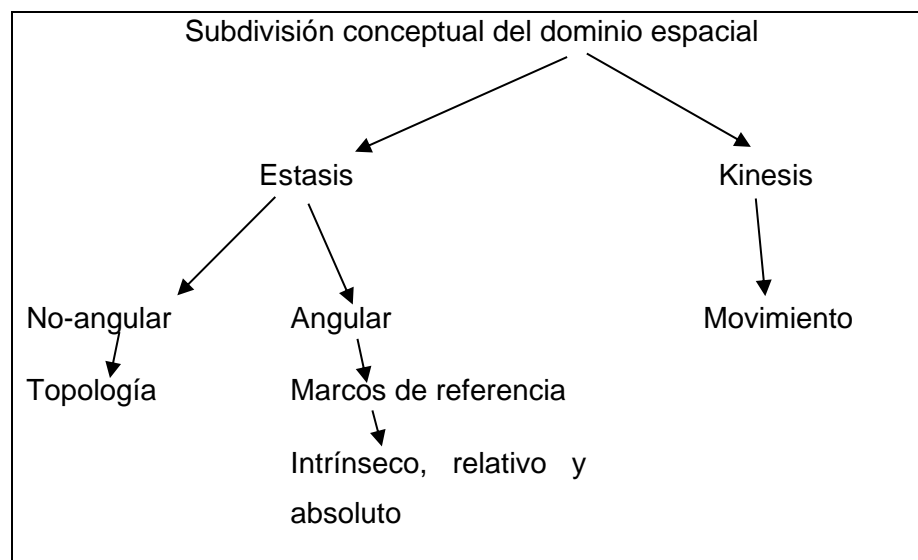 Subdivisión conceptual del dominio espacial
Estasis Kinesis
No-angular Angular Movimiento
Topología Marcos de referencia
Intrínseco, relativo y
absoluto